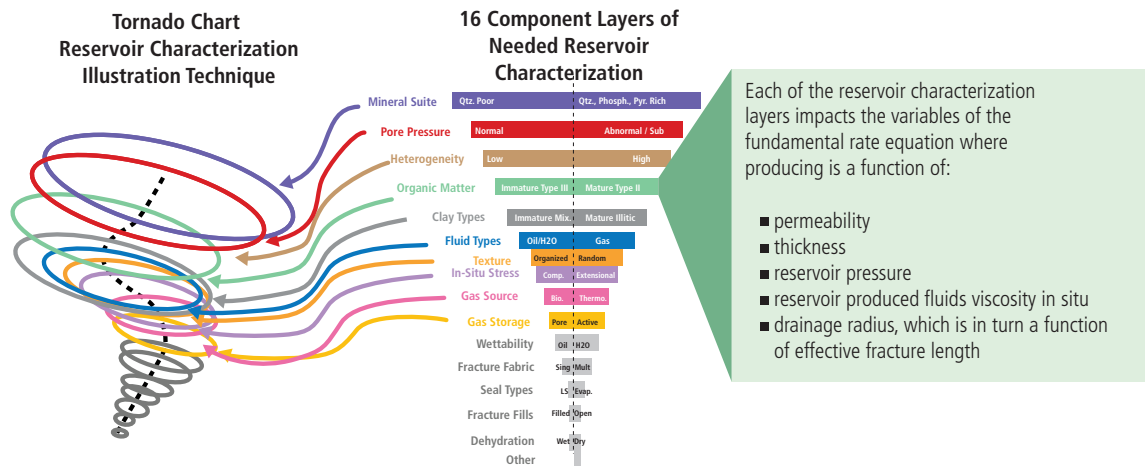 Tornado Chart
Reservoir Characterization
Illustration Technique
16 Component Layers of
Needed Reservoir
Characterization
Mineral Suite Qtz. Poor Qtz., Phosph., Pyr. Rich
Pore Pressure Normal Abnormal / Sub
Heterogeneity Low High
Organic Matter Immature Type III Mature Type II
Clay Types Immature Mix Mature Illitic
Fluid Types Oil/H2O Gas
Texture Organized Random
In-Situ Stress Comp. Extensional
Gas Source Bio. Thermo.
Gas Storage Pore Active
Wettability Oil H2O
Fracture Fabric Sing Mult
Seal Types LS Evap.
Fracture Fills Filled Open
Dehydration Wet Dry
Other
Each of the reservoir characterization
layers impacts the variables of the
fundamental rate equation where
producing is a function of:
■ permeability
■ thickness
■ reservoir pressure
■ reservoir produced fluids viscosity in situ
■ drainage radius, which is in turn a function
of effective fracture length